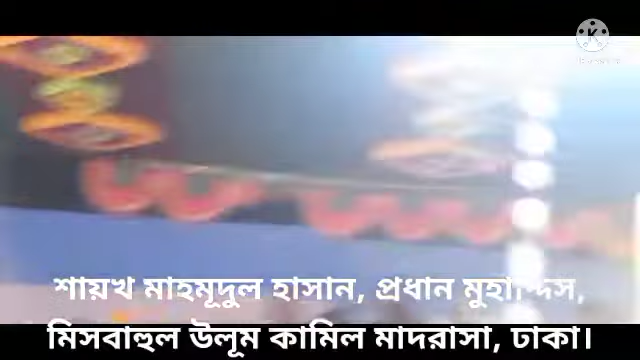 শায়খ মাহমূদুল হাসান, প্রধান মুহাদ্দিস,
মিসবাহুল উলূম কামিল মাদরাসা, ঢাকা।